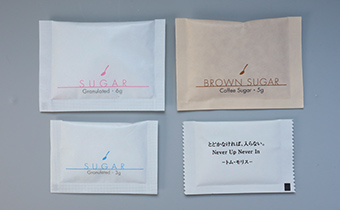 SUGAR
Granulated・6g
BROWN SUGAR
Coffee Sugar・5g
SUGAR
Granulated・3g
とどかなければ、入らない。
Never Up Never In
－トム・モリス－